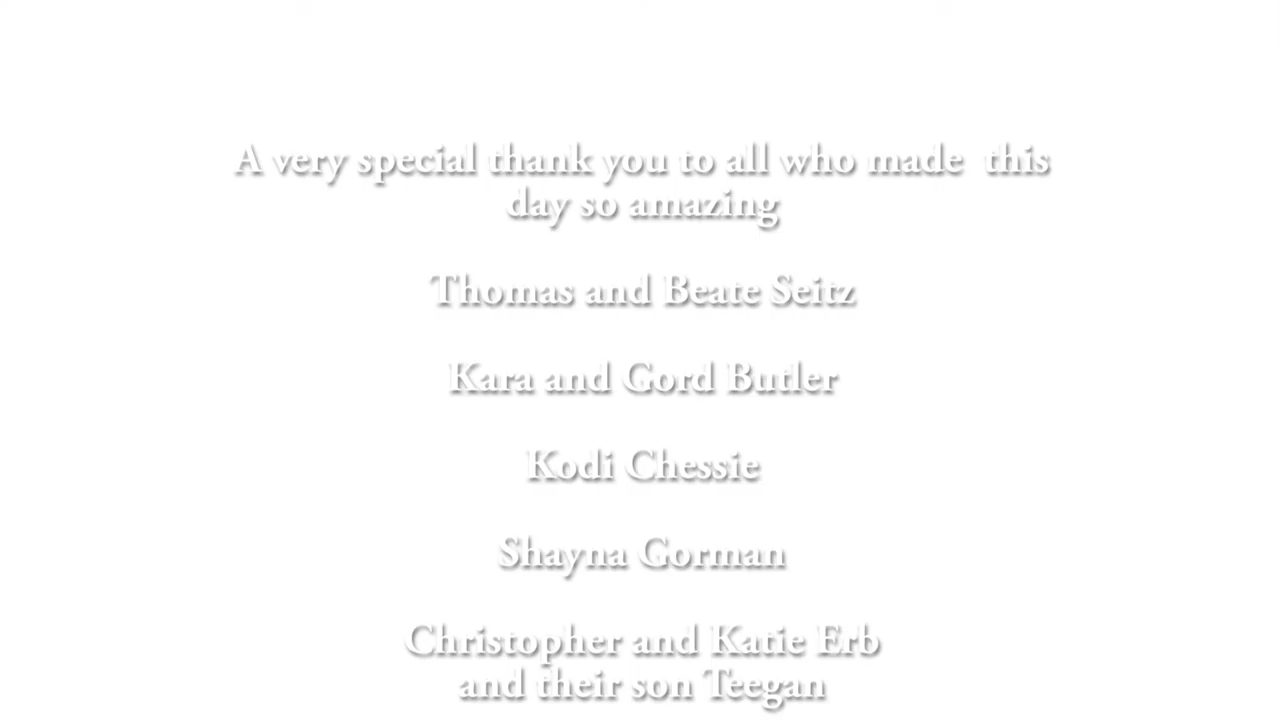 A very special thank you to all who made  this
day so amazing
Thomas and Beate Seitz
Kara and Gord Butler
Kodi Chessie
Shayna Gorman
Christopher and Katie Erb
and their son Teegan